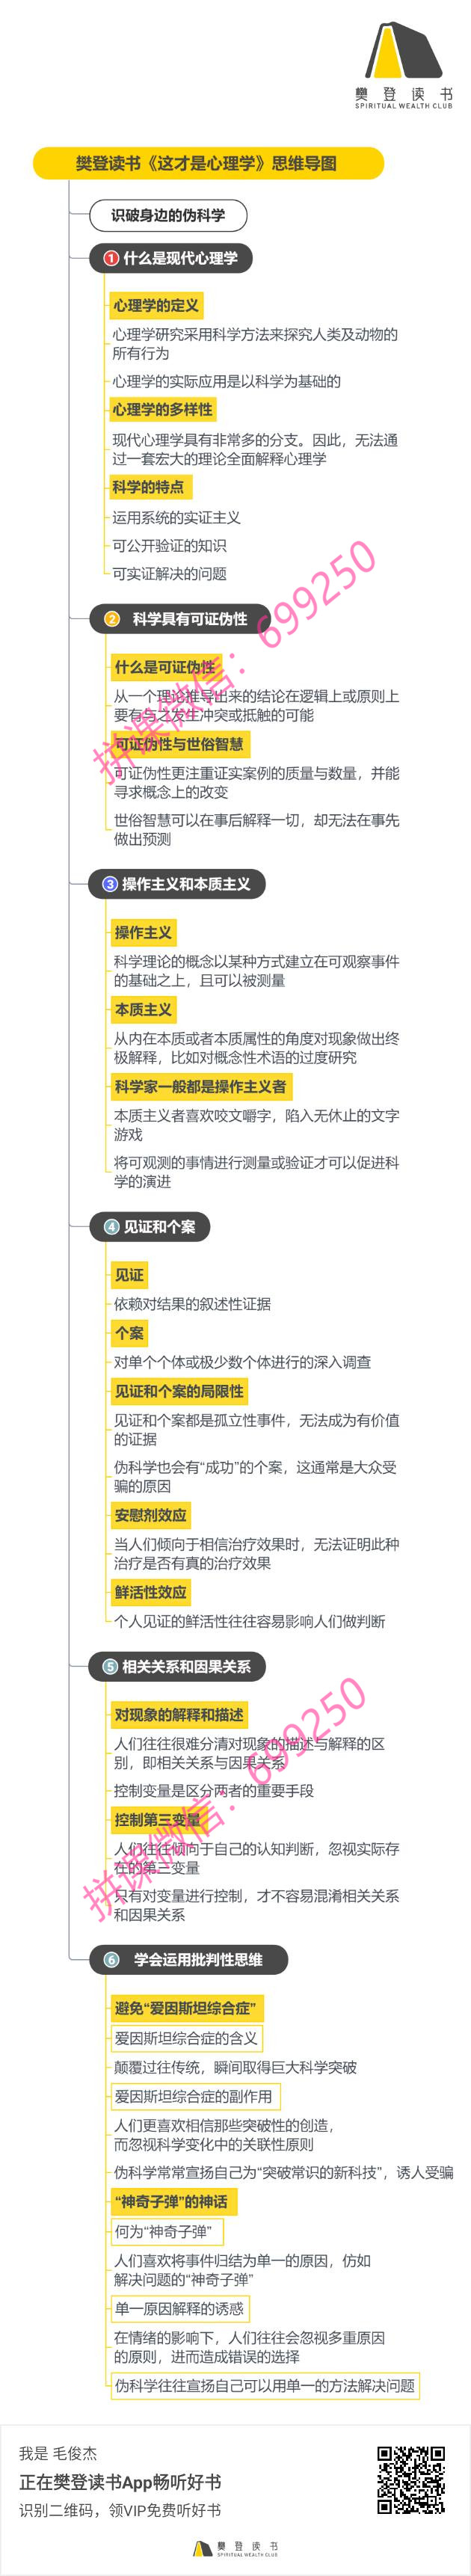 樊登读书
SPIRITUAL WEALTH CLUB
樊登读书《这才是心理学》思维导图
识破身边的伪科学
1 什么是现代心理学
心理学的定义
心理学研究采用科学方法来探究人类及动物的
所有行为
心理学的实际应用是以科学为基础的
心理学的多样性
现代心理学具有非常多的分支。因此，无法通
过一套宏大的理论全面解释心理学
科学的特点
运用系统的实证主义
可公开验证的知识
可实证解决的问题
2 科学具有可证伪性
什么是可证伪性
从一个理论推导出来的结论在逻辑上或原则上
要有与之发生冲突或抵触的可能
可证伪性与世俗智慧
可证伪性更注重证实案例的质量与数量，并能
寻求概念上的改变
世俗智慧可以在事后解释一切，却无法在事先
做出预测
拼课微信：699250
3 操作主义和本质主义
操作主义
科学理论的概念以某种方式建立在可观察事件
的基础之上，且可以被测量
本质主义
从内在本质或者本质属性的角度对现象做出终
极解释，比如对概念性术语的过度研究
科学家一般都是操作主义者
本质主义者喜欢咬文嚼字，陷入无休止的文字
游戏
将可观测的事情进行测量或验证才可以促进科
学的演进
4 见证和个案
见证
依赖对结果的叙述性证据
个案
对单个个体或极少数个体进行的深入调查
见证和个案的局限性
见证和个案都是孤立性事件，无法成为有价值
的证据
伪科学也会有“成功”的个案，这通常是大众受
骗的原因
安慰剂效应
当人们倾向于相信治疗效果时，无法证明此种
治疗是否有真的治疗效果
鲜活性效应
个人见证的鲜活性往往容易影响人们做判断
5 相关关系和因果关系
对现象的解释和描述
人们往往很难分清对现象的描述与解释的区
别，即相关关系与因果关系
控制变量是区分两者的重要手段
控制第三变量
人们往往倾向于自己的认知判断，忽视实际存
在的第三变量
只有对变量进行控制，才不容易混淆相关关系
和因果关系
拼课微信：699250
6 学会运用批判性思维
避免“爱因斯坦综合症”
爱因斯坦综合症的含义
颠覆过往传统，瞬间取得巨大科学突破
爱因斯坦综合症的副作用
人们更喜欢相信那些突破性的创造，
而忽视科学变化中的关联性原则
伪科学常常宣扬自己为“突破常识的新科技”，诱人受骗
“神奇子弹”的神话
何为“神奇子弹”
人们喜欢将事件归结为单一的原因，仿如
解决问题的“神奇子弹”
单一原因解释的诱惑
在情绪的影响下，人们往往会忽视多重原因
的原则，进而造成错误的选择
伪科学往往宣扬自己可以用单一的方法解决问题
我是 毛俊杰
正在樊登读书App畅听好书
识别二维码，领VIP免费听好书
樊登读书
SPIRITUAL WEALTH CLUB